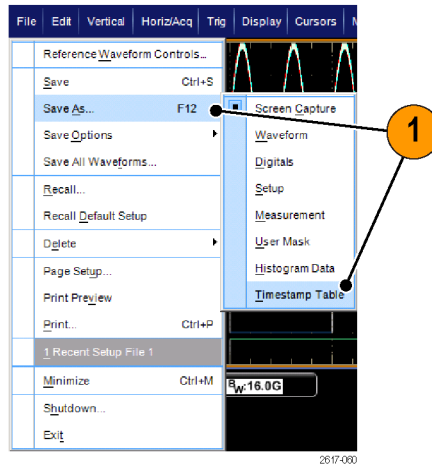 File Edit Vertical Horiz/Acq Trig Display Cursors
Reference Waveform Controls...
Save Ctrl+S
Save As... F12
Save Options
Save All Waveforms...
Recall...
Recall Default Setup
Delete
Page Setup...
Print Preview
Print... Ctrl+P
1 Recent Setup File 1
Minimize Ctrl+M
Shutdown...
Exit
Screen Capture
Waveform
Digitals
Setup
Measurement
User Mask
Histogram Data
Timestamp Table
1
BW:16.0G
2617-060